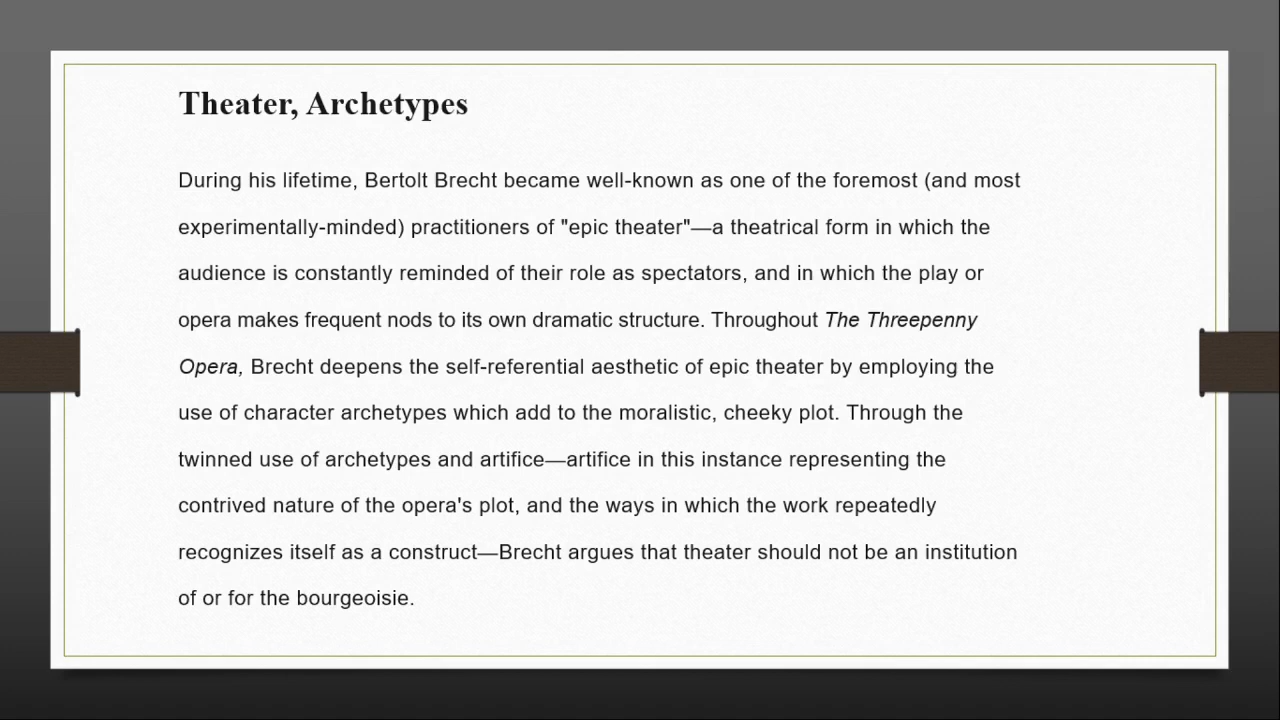 Theater, Archetypes
During his lifetime, Bertolt Brecht became well-known as one of the foremost (and most
experimentally-minded) practitioners of "epic theater"—a theatrical form in which the
audience is constantly reminded of their role as spectators, and in which the play or
opera makes frequent nods to its own dramatic structure. Throughout The Threepenny
Opera, Brecht deepens the self-referential aesthetic of epic theater by employing the
use of character archetypes which add to the moralistic, cheeky plot. Through the
twinned use of archetypes and artifice—artifice in this instance representing the
contrived nature of the opera's plot, and the ways in which the work repeatedly
recognizes itself as a construct—Brecht argues that theater should not be an institution
of or for the bourgeoisie.